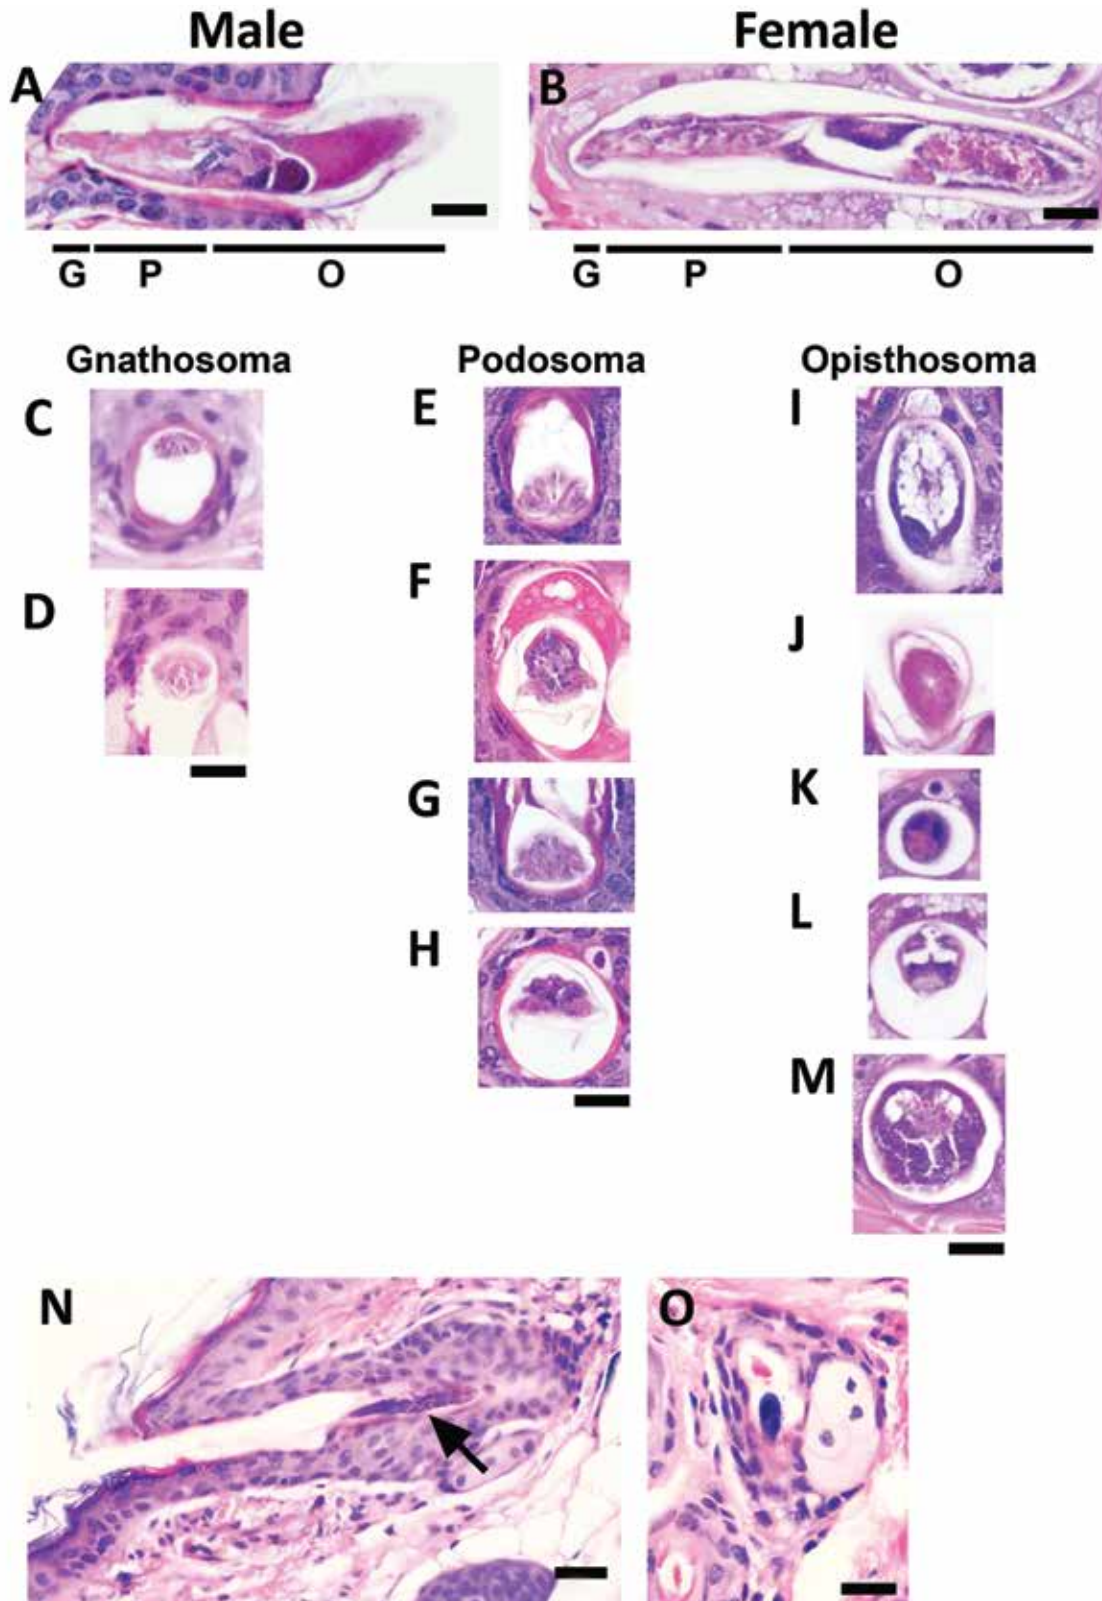 Male Female
A B
G P O G P O
Gnathosoma Podosoma Opisthosoma
C E I
D F J
G K
H L
M
N O